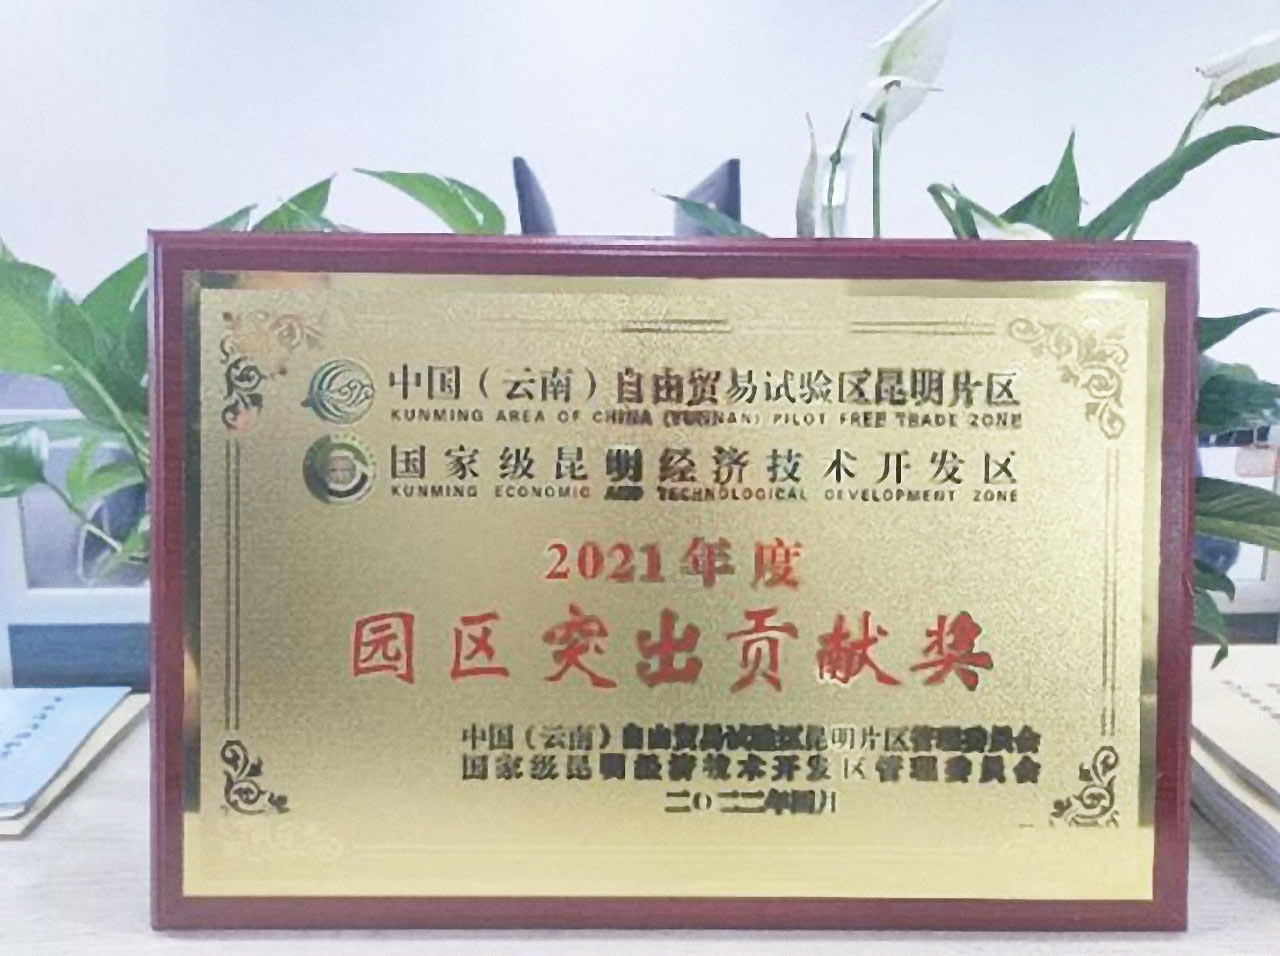 中国（云南）自由贸易试验区昆明片区
KUNMING AREA OF CHINA (YUNNAN) PILOT FREE TRADE ZONE
国家级昆明经济技术开发区
KUNMING ECONOMIC AND TECHNOLOGICAL DEVELOPMENT ZONE
2021年度
园区突出贡献奖
中国（云南）自由贸易试验区昆明片区管理委员会
国家级昆明经济技术开发区管理委员会
二〇二二年四月